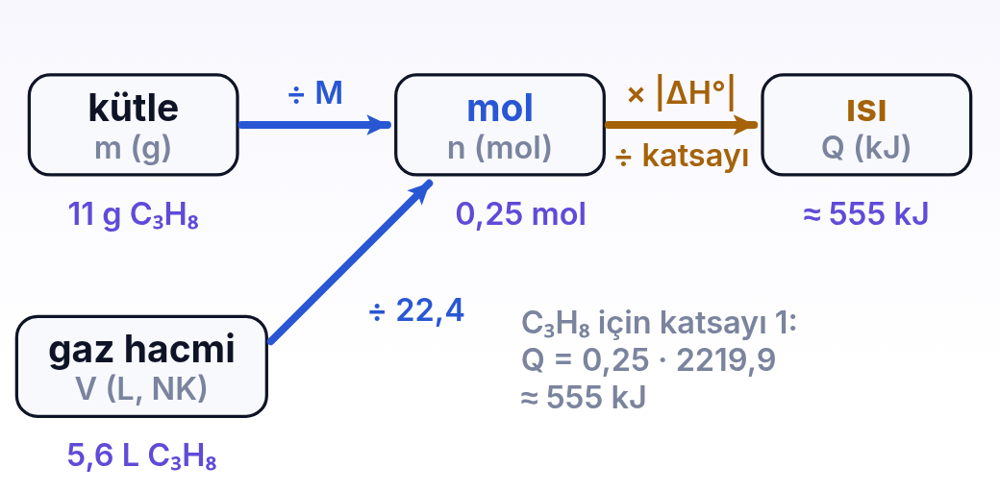 kütle
m (g)
÷ M
mol
n (mol)
× |ΔH°|
÷ katsayı
ısı
Q (kJ)
11 g C₃H₈
0,25 mol
≈ 555 kJ
÷ 22,4
gaz hacmi
V (L, NK)
5,6 L C₃H₈
C₃H₈ için katsayı 1:
Q = 0,25 · 2219,9
≈ 555 kJ